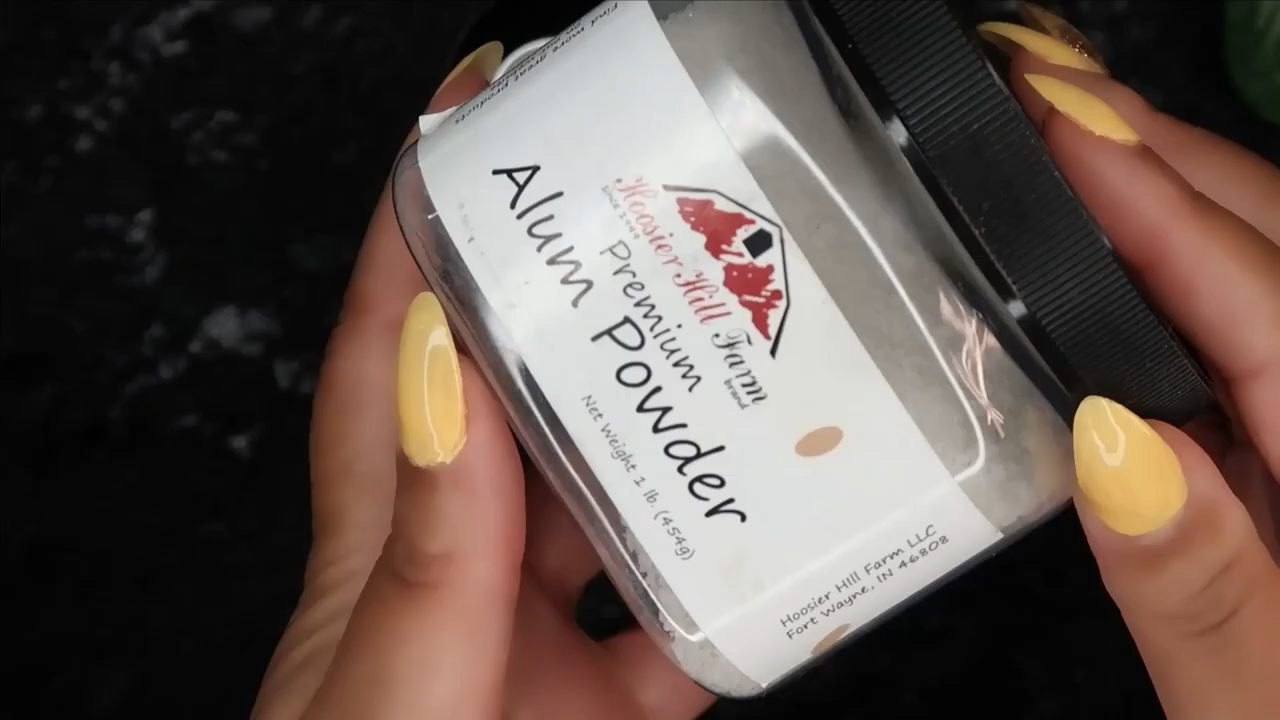 Find more great products
Hoosier Hill Farm
SINCE 1999
brand
Premium
Alum Powder
Net Weight 1 lb. (454g)
Hoosier Hill Farm LLC
Fort Wayne, IN 46808